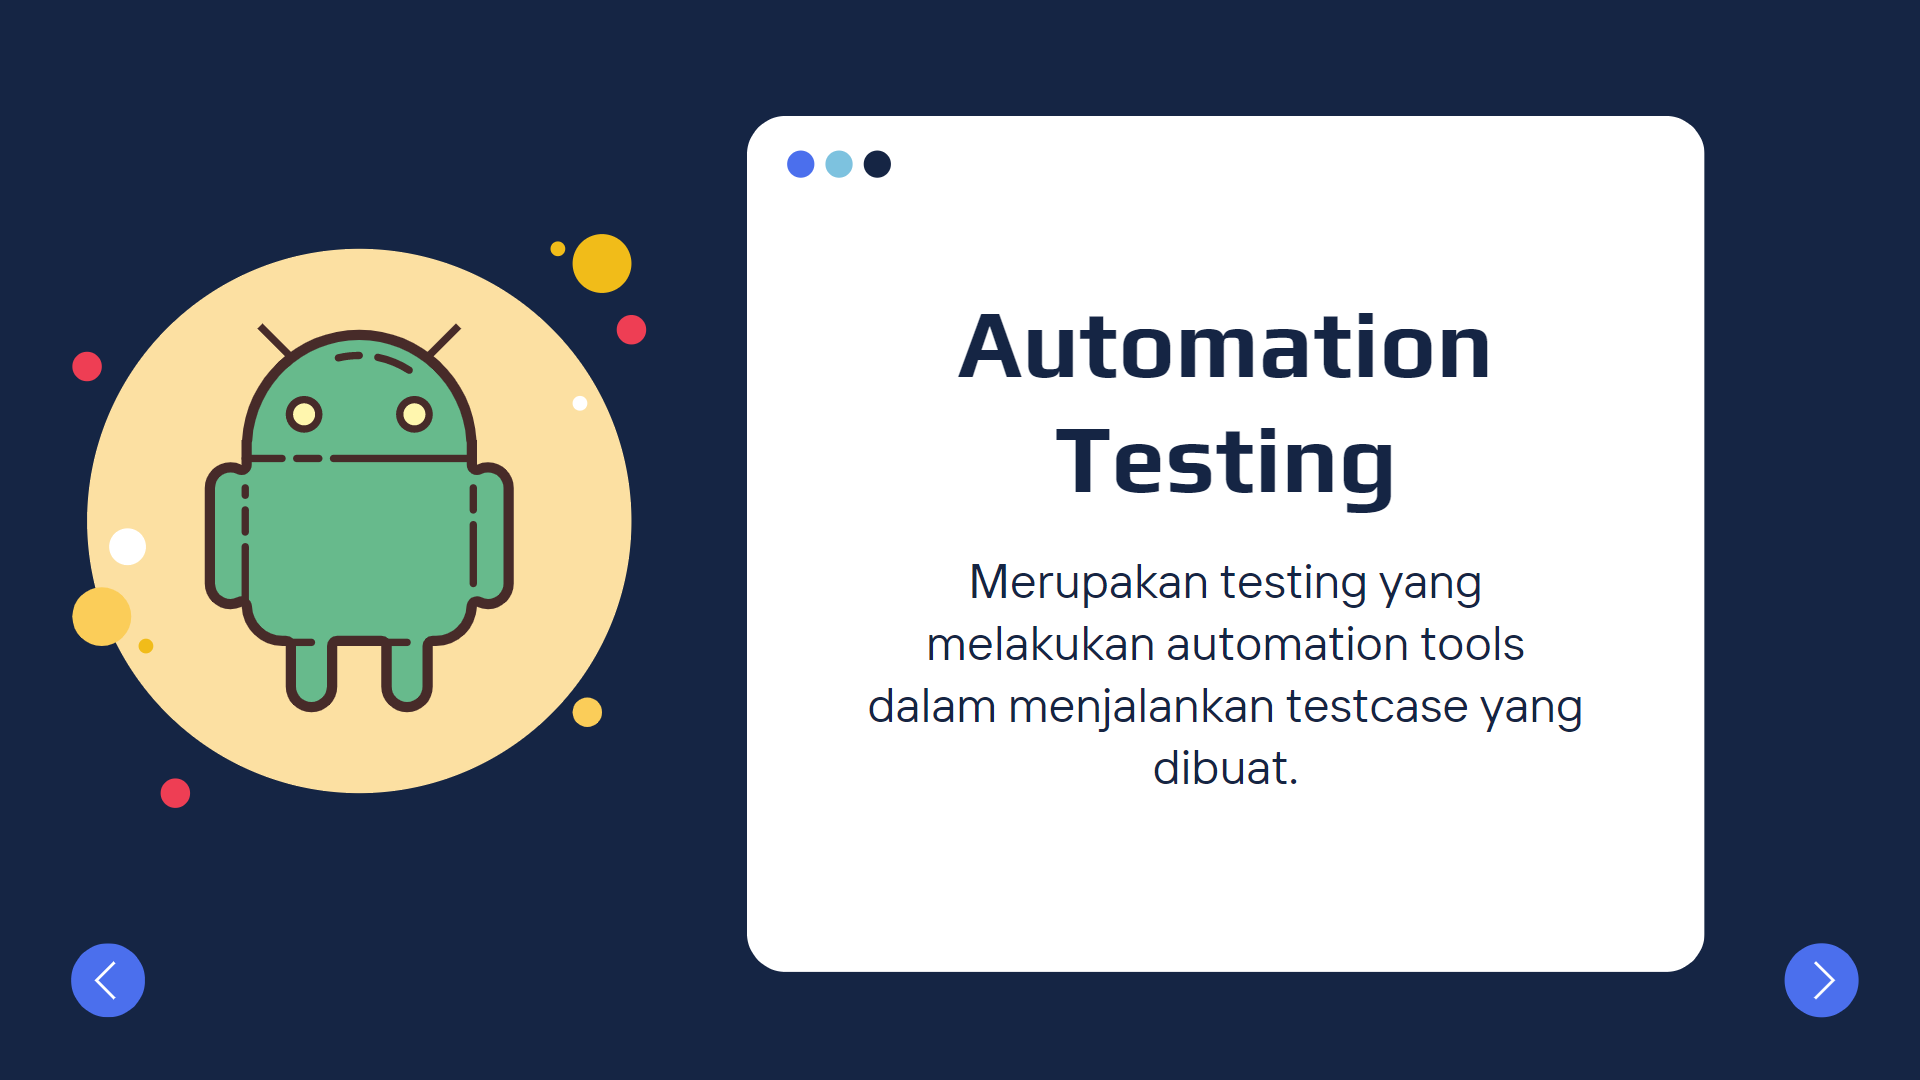 Automation
Testing
Merupakan testing yang
melakukan automation tools
dalam menjalankan testcase yang
dibuat.